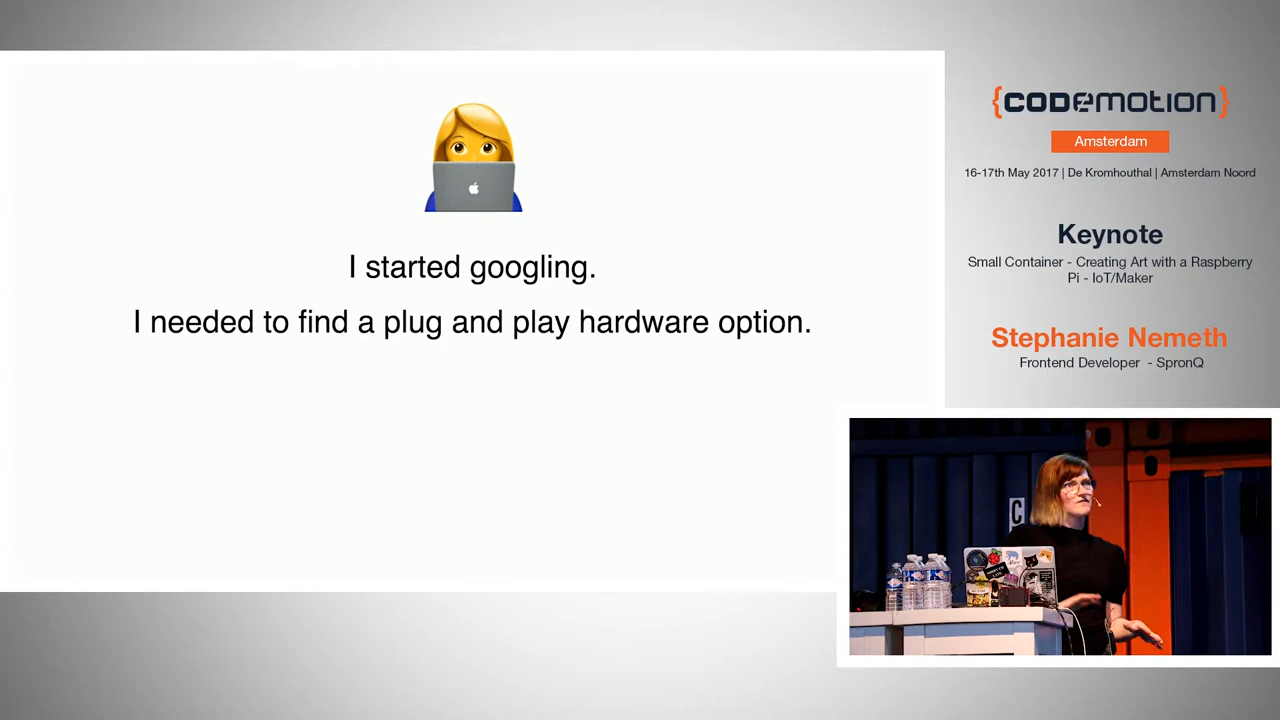 I started googling.
I needed to find a plug and play hardware option.
{CODEMOTION}
Amsterdam
16-17th May 2017 | De Kromhouthal | Amsterdam Noord
Keynote
Small Container - Creating Art with a Raspberry
Pi - IoT/Maker
Stephanie Nemeth
Frontend Developer - SpronQ
C